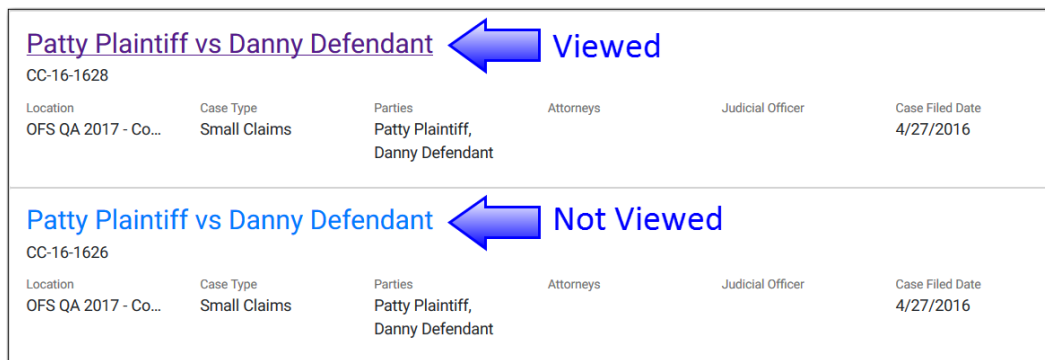 Patty Plaintiff vs Danny Defendant Viewed
CC-16-1628
Location Case Type Parties Attorneys Judicial Officer Case Filed Date
OFS QA 2017 - Co... Small Claims Patty Plaintiff, 4/27/2016
Danny Defendant
Patty Plaintiff vs Danny Defendant Not Viewed
CC-16-1626
Location Case Type Parties Attorneys Judicial Officer Case Filed Date
OFS QA 2017 - Co... Small Claims Patty Plaintiff, 4/27/2016
Danny Defendant